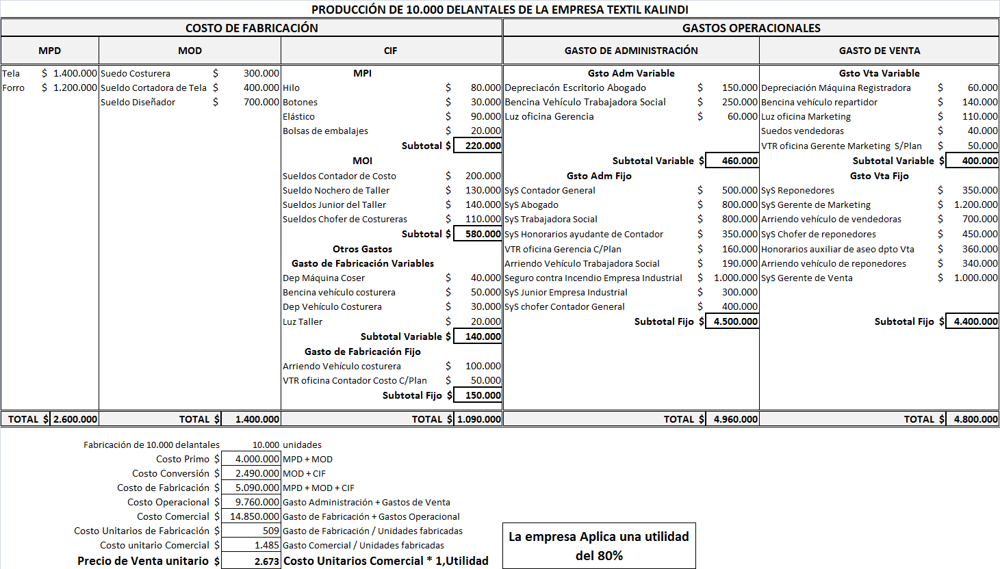 PRODUCCIÓN DE 10.000 DELANTALES DE LA EMPRESA TEXTIL KALINDI
COSTO DE FABRICACIÓN GASTOS OPERACIONALES
MPD MOD CIF GASTO DE ADMINISTRACIÓN GASTO DE VENTA
Tela $ 1.400.000 Suedo Costurera $ 300.000 MPI Gsto Adm Variable Gsto Vta Variable
Forro $ 1.200.000 Sueldo Cortadora de Tela $ 400.000 Hilo $ 80.000 Depreciacón Escritorio Abogado $ 150.000 Depreciación Máquina Registradora $ 60.000
Sueldo Diseñador $ 700.000 Botones $ 30.000 Bencina Vehículo Trabajadora Social $ 250.000 Bencina vehículo repartidor $ 140.000
Elástico $ 90.000 Luz oficina Gerencia $ 60.000 Luz oficina Marketing $ 110.000
Bolsas de embalajes $ 20.000 Suedos vendedoras $ 40.000
Subtotal $ 220.000 VTR oficina Gerente Marketing S/Plan $ 50.000
MOI Subtotal Variable $ 460.000 Subtotal Variable $ 400.000
Sueldos Contador de Costo $ 200.000 Gsto Adm Fijo Gsto Vta Fijo
Sueldo Nochero de Taller $ 130.000 SyS Contador General $ 500.000 SyS Reponedores $ 350.000
Sueldos Junior del Taller $ 140.000 SyS Abogado $ 800.000 SyS Gerente de Marketing $ 1.200.000
Sueldos Chofer de Costureras $ 110.000 SyS Trabajadora Social $ 800.000 Arriendo vehículo de vendedoras $ 700.000
Subtotal $ 580.000 SyS Honorarios ayudante de Contador $ 350.000 SyS Chofer de reponedores $ 450.000
Otros Gastos VTR oficina Gerencia C/Plan $ 160.000 Honorarios auxiliar de aseo dpto Vta $ 360.000
Gasto de Fabricación Variables Arriendo Vehículo Trabajadora Social $ 190.000 Arriendo vehículo de reponedores $ 340.000
Dep Máquina Coser $ 40.000 Seguro contra Incendio Empresa Industrial $ 1.000.000 SyS Gerente de Venta $ 1.000.000
Bencina vehículo costurera $ 50.000 SyS Junior Empresa Industrial $ 300.000
Dep Vehículo Costurera $ 30.000 SyS chofer Contador General $ 400.000
Luz Taller $ 20.000 Subtotal Fijo $ 4.500.000 Subtotal Fijo $ 4.400.000
Subtotal Variable $ 140.000
Gasto de Fabricación Fijo
Arriendo Vehículo costurera $ 100.000
VTR oficina Contador Costo C/Plan $ 50.000
Subtotal Fijo $ 150.000
TOTAL $ 2.600.000 TOTAL $ 1.400.000 TOTAL $ 1.090.000 TOTAL $ 4.960.000 TOTAL $ 4.800.000
Fabricación de 10.000 delantales 10.000 unidades
Costo Primo $ 4.000.000 MPD + MOD
Costo Conversión $ 2.490.000 MOD + CIF
Costo de Fabricación $ 5.090.000 MPD + MOD + CIF
Costo Operacional $ 9.760.000 Gasto Administración + Gastos de Venta
Costo Comercial $ 14.850.000 Gasto de Fabricación + Gastos Operacional
Costo Unitarios de Fabricación $ 509 Gasto de Fabricación / Unidades fabricadas
Costo unitario Comercial $ 1.485 Gasto Comercial / Unidades fabricadas
Precio de Venta unitario $ 2.673 Costo Unitarios Comercial * 1,Utilidad
La empresa Aplica una utilidad
del 80%